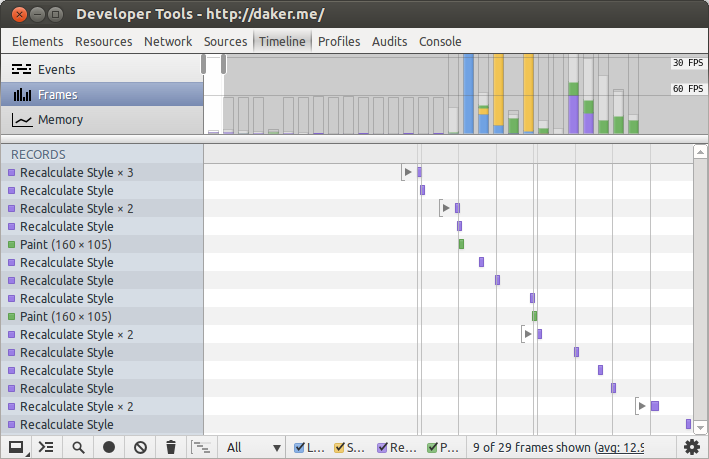 Developer Tools - http://daker.me/
Elements Resources Network Sources Timeline Profiles Audits Console
Events
Frames
Memory
30 FPS
60 FPS
RECORDS
Recalculate Style × 3
Recalculate Style
Recalculate Style × 2
Recalculate Style
Paint (160 × 105)
Recalculate Style
Recalculate Style
Recalculate Style
Paint (160 × 105)
Recalculate Style × 2
Recalculate Style
Recalculate Style
Recalculate Style
Recalculate Style × 2
Recalculate Style
All L... S... Re... P... 9 of 29 frames shown (avg: 12.9